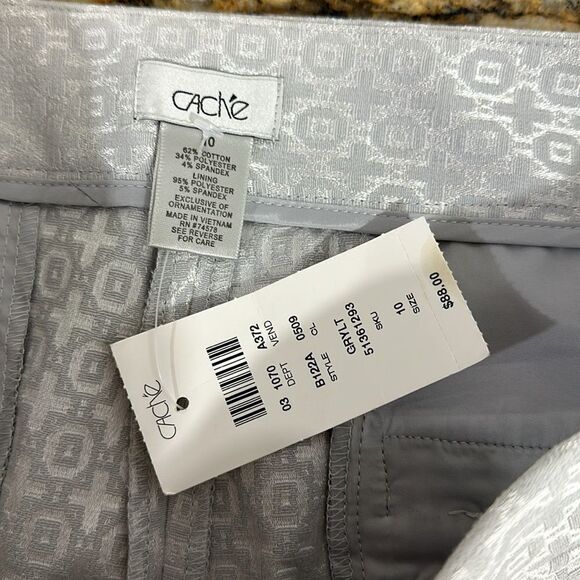 CACHÉ
10
62% COTTON
34% POLYESTER
4% SPANDEX
LINING
95% POLYESTER
5% SPANDEX
EXCLUSIVE OF
ORNAMENTATION
MADE IN VIETNAM
RN #74578
SEE REVERSE
FOR CARE
CACHÉ
03 1070 A372
DEPT VEND
B122A 0509
STYLE CL
GRYLT
51361293
SKU
10
SIZE
$88.00